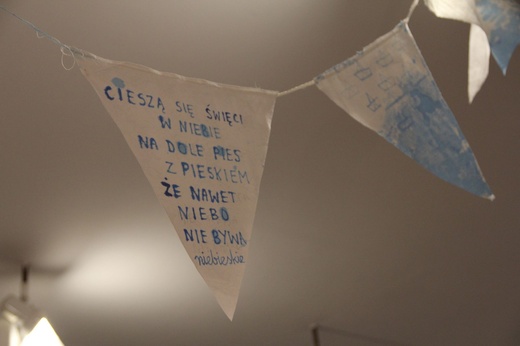 CIESZĄ SIĘ ŚWIĘCI
W NIEBIE
NA DOLE PIES
Z PIESKIEM
ŻE NAWET
NIEBO
NIE BYWA
niebieskie